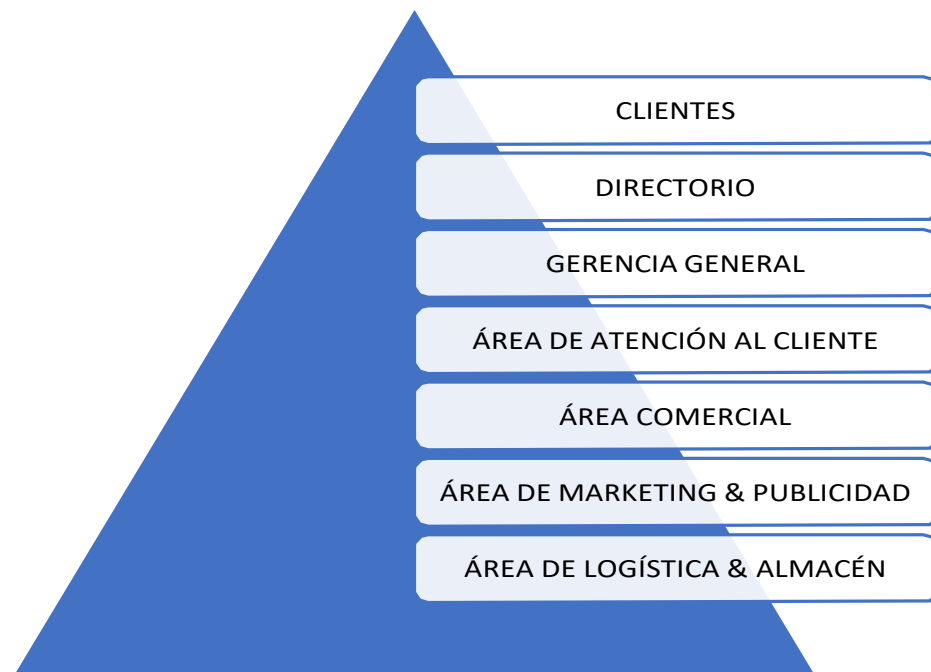 CLIENTES
DIRECTORIO
GERENCIA GENERAL
ÁREA DE ATENCIÓN AL CLIENTE
ÁREA COMERCIAL
ÁREA DE MARKETING & PUBLICIDAD
ÁREA DE LOGÍSTICA & ALMACÉN